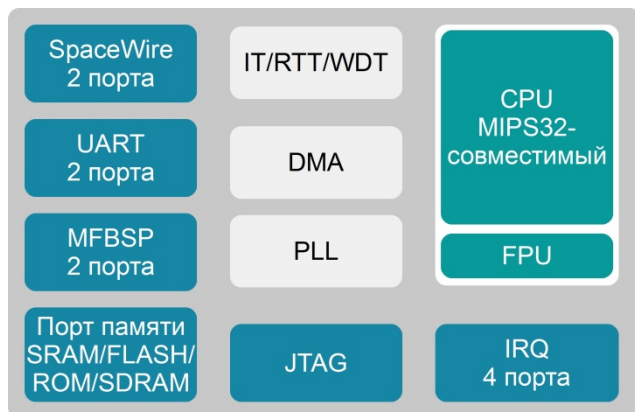 SpaceWire
2 порта
IT/RTT/WDT
CPU
MIPS32-
совместимый
UART
2 порта
DMA
MFBSP
2 порта
PLL
FPU
Порт памяти
SRAM/FLASH/
ROM/SDRAM
JTAG
IRQ
4 порта